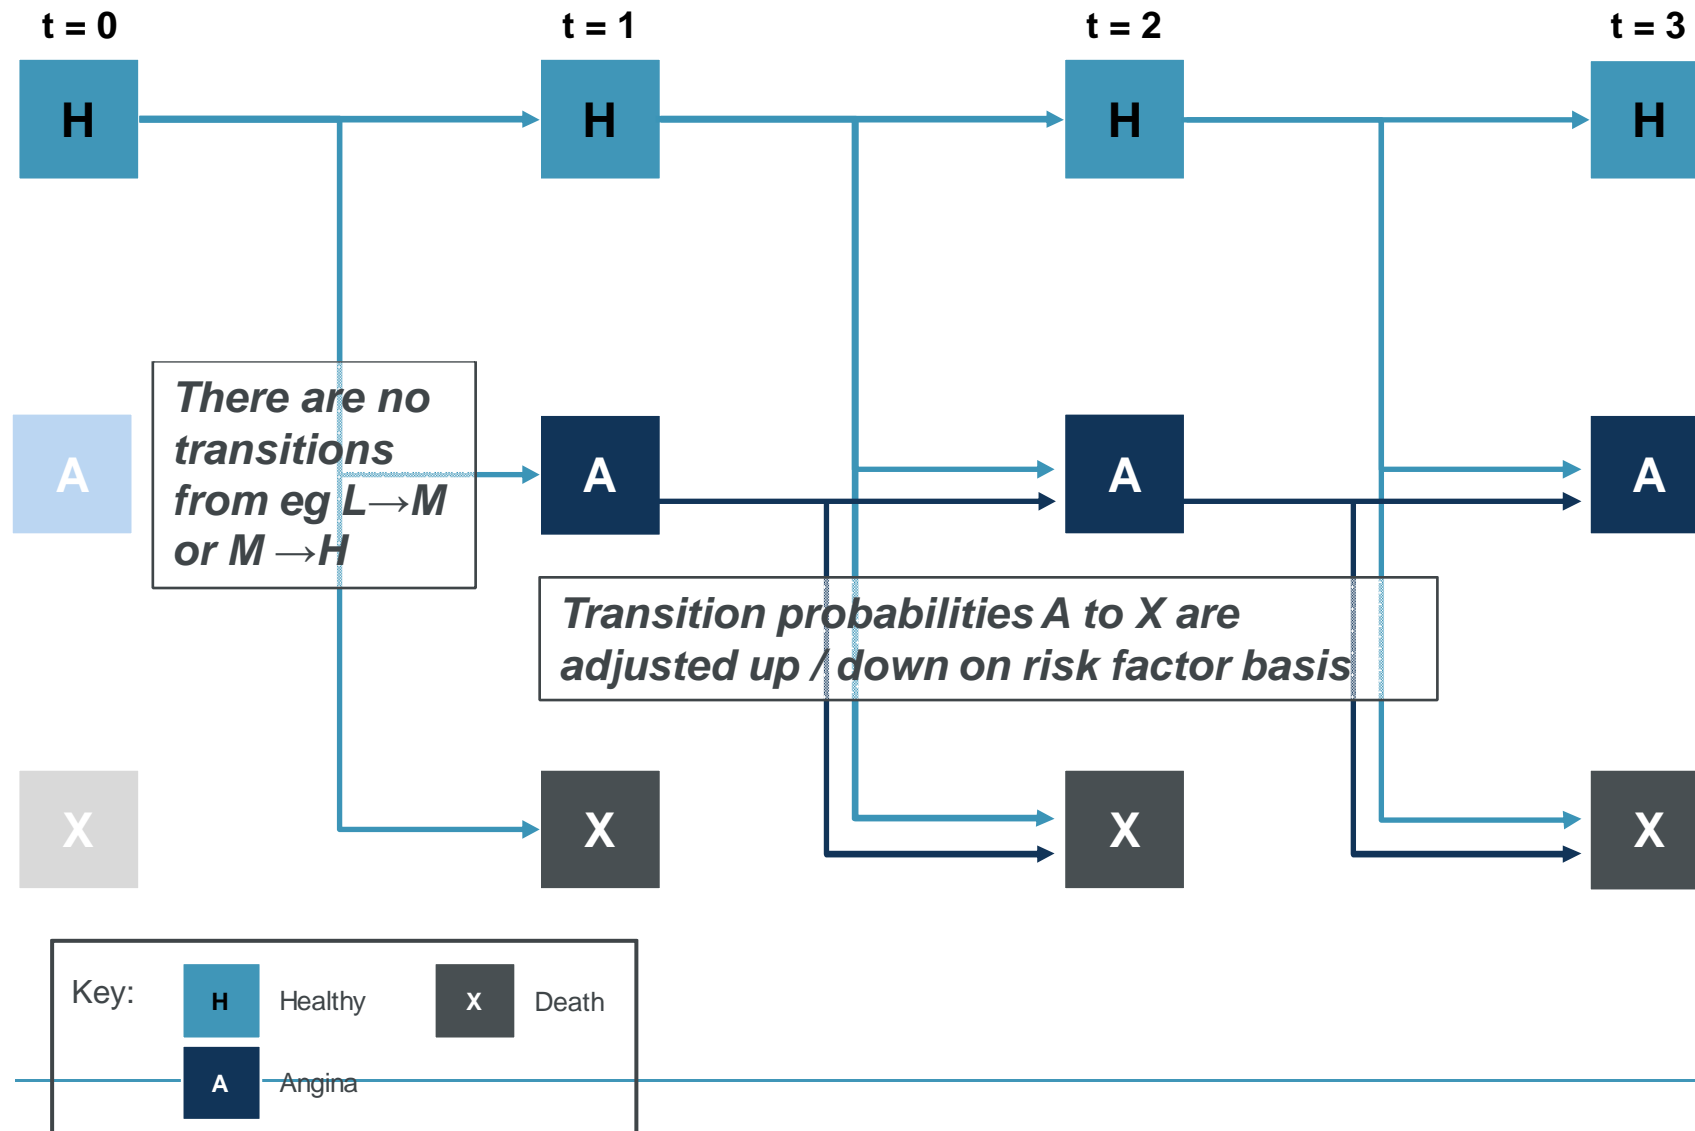 t = 0 t = 1 t = 2 t = 3
H H H H
There are no
transitions
from eg L→M
or M →H
A A A A
Transition probabilities A to X are
adjusted up / down on risk factor basis
X X X X
Key: H Healthy X Death
A Angina